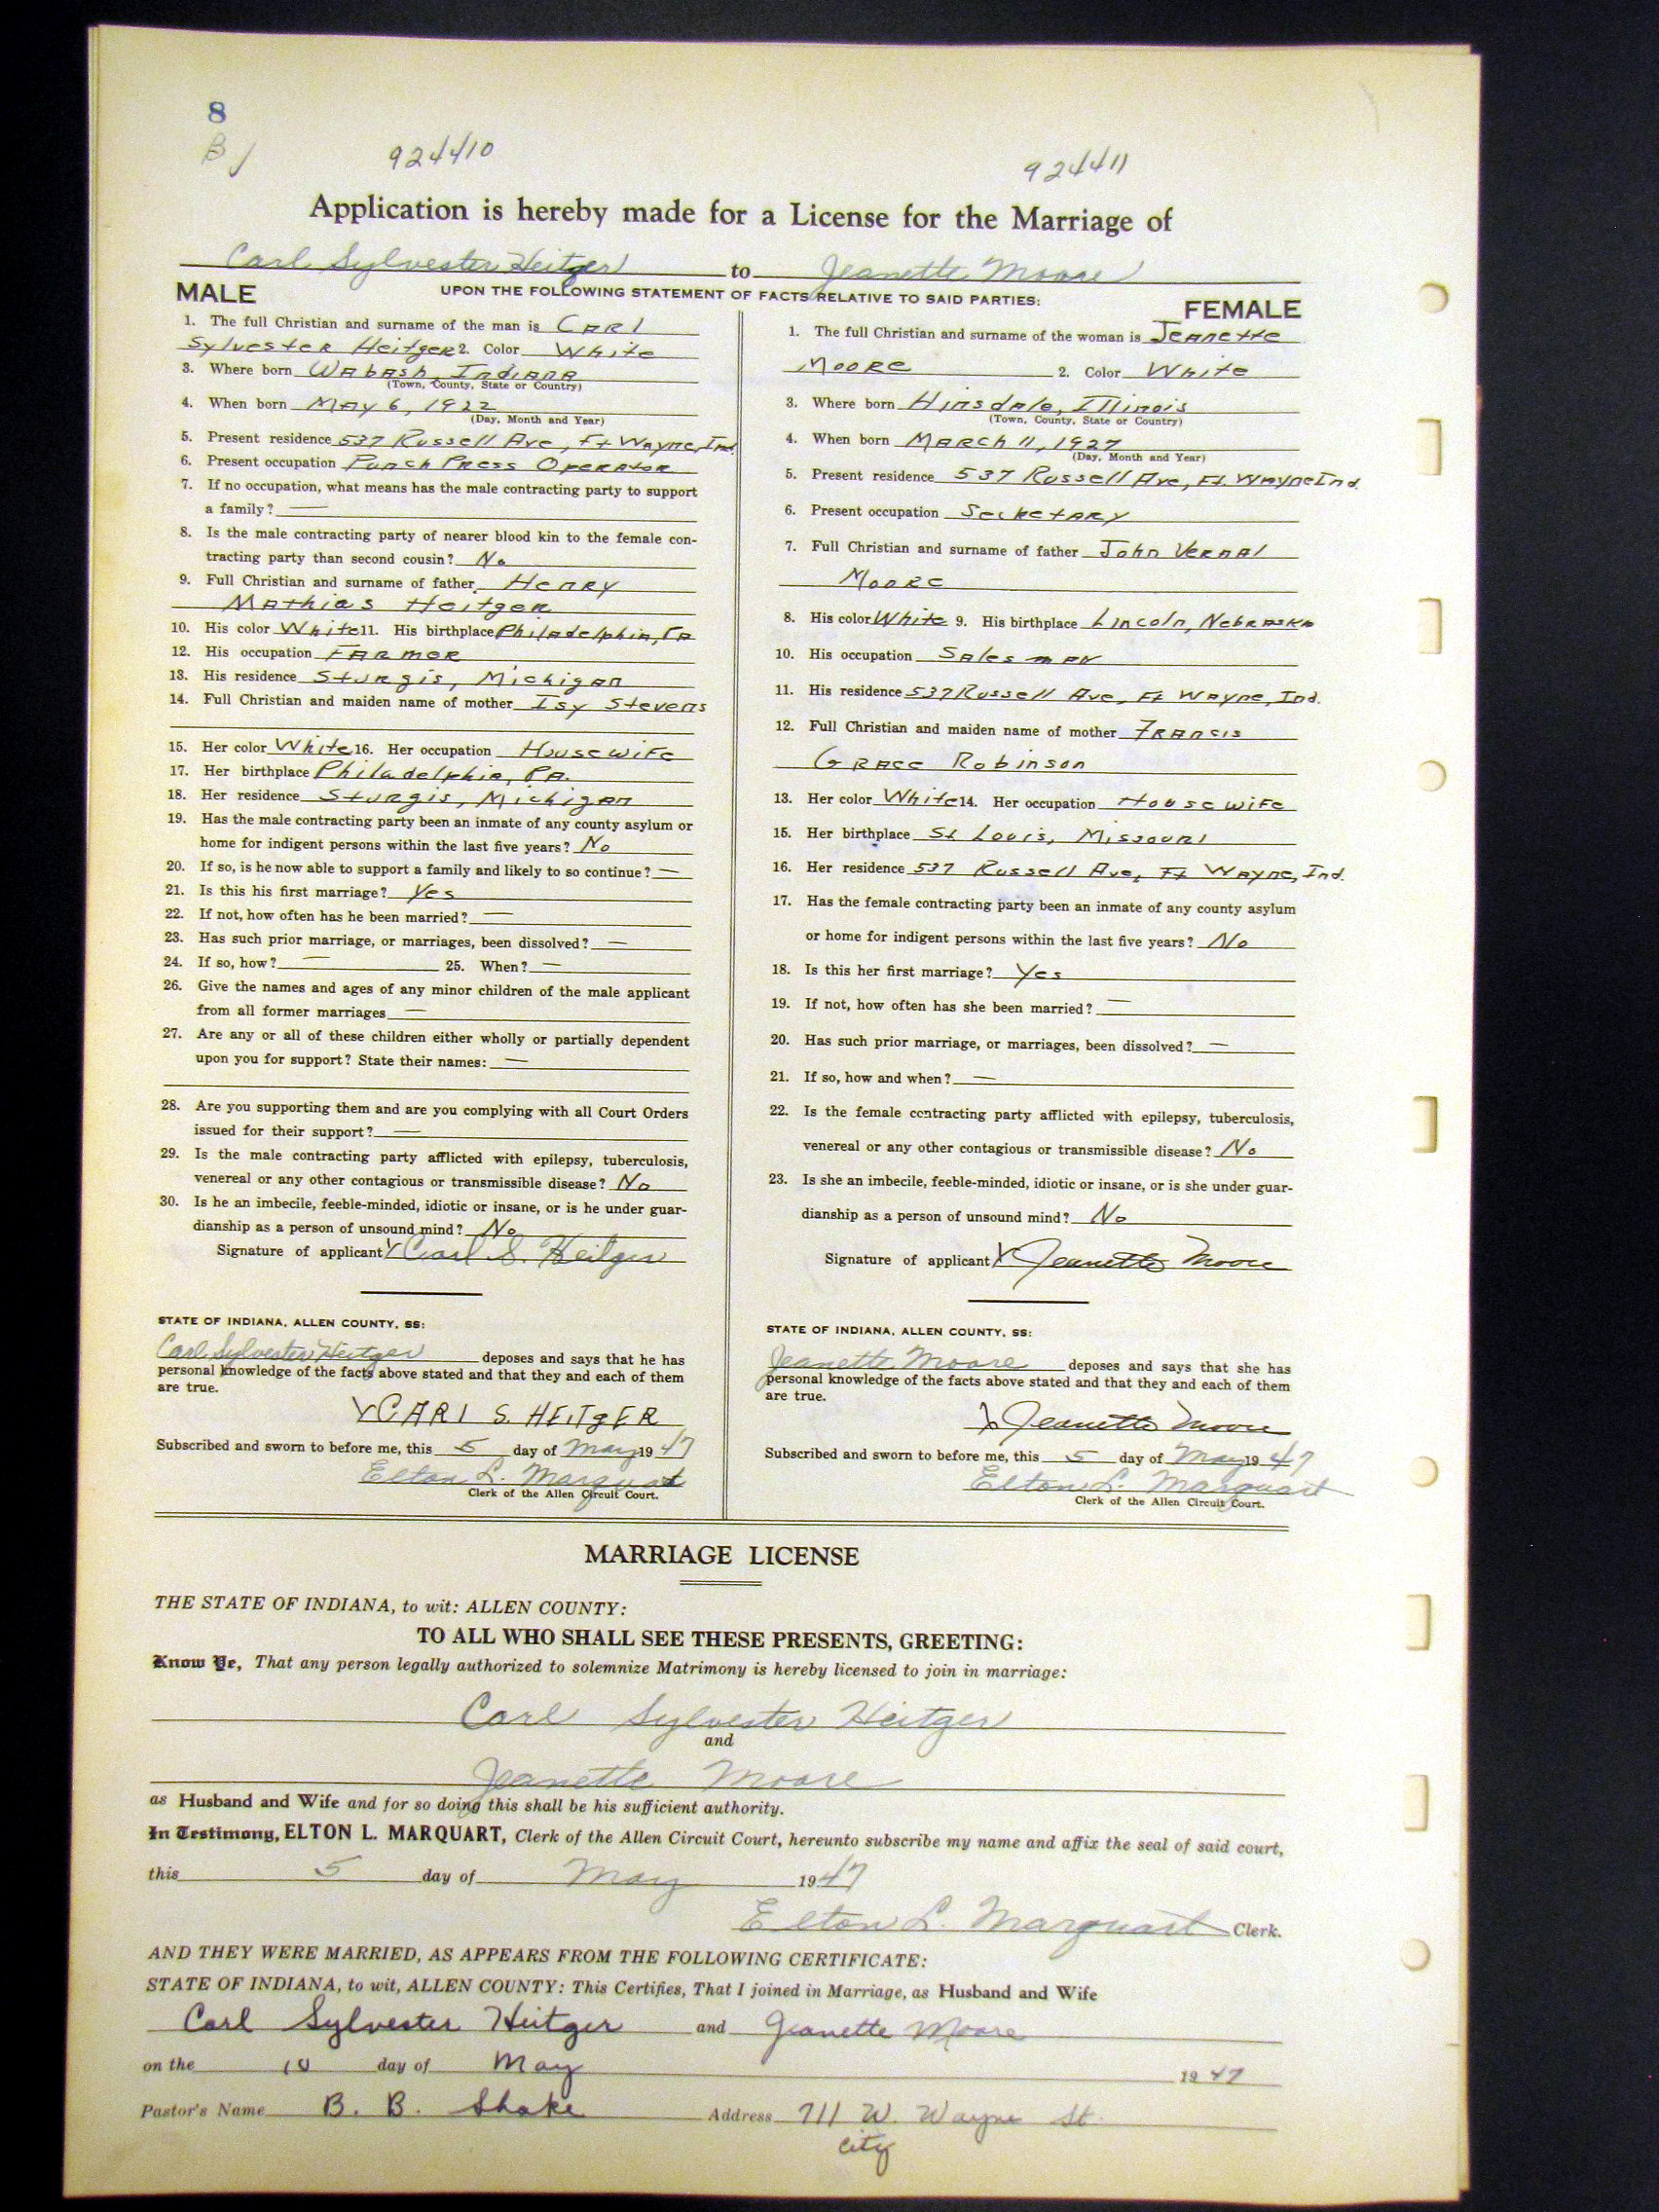 8
B
924410 924411
Application is hereby made for a License for the Marriage of
Carl Sylvester Heitger to Jeanette Moore
UPON THE FOLLOWING STATEMENT OF FACTS RELATIVE TO SAID PARTIES:
MALE
1. The full Christian and surname of the man is Carl
Sylvester Heitger 2. Color White
3. Where born Wabash, Indiana
(Town, County, State or Country)
4. When born May 6, 1922
(Day, Month and Year)
5. Present residence 537 Russell Ave, Ft Wayne, Ind.
6. Present occupation Punch Press Operator
7. If no occupation, what means has the male contracting party to support
a family? —
8. Is the male contracting party of nearer blood kin to the female con-
tracting party than second cousin? No
9. Full Christian and surname of father Henry
Mathias Heitger
10. His color White 11. His birthplace Philadelphia, Pa
12. His occupation Farmer
13. His residence Sturgis, Michigan
14. Full Christian and maiden name of mother Isy Stevens
15. Her color White 16. Her occupation Housewife
17. Her birthplace Philadelphia, Pa.
18. Her residence Sturgis, Michigan
19. Has the male contracting party been an inmate of any county asylum or
home for indigent persons within the last five years? No
20. If so, is he now able to support a family and likely to so continue? —
21. Is this his first marriage? Yes
22. If not, how often has he been married? —
23. Has such prior marriage, or marriages, been dissolved? —
24. If so, how? — 25. When? —
26. Give the names and ages of any minor children of the male applicant
from all former marriages —
27. Are any or all of these children either wholly or partially dependent
upon you for support? State their names: —
28. Are you supporting them and are you complying with all Court Orders
issued for their support? —
29. Is the male contracting party afflicted with epilepsy, tuberculosis,
venereal or any other contagious or transmissible disease? No
30. Is he an imbecile, feeble-minded, idiotic or insane, or is he under guar-
dianship as a person of unsound mind? No
Signature of applicant X Carl S. Heitger
STATE OF INDIANA, ALLEN COUNTY, SS:
Carl Sylvester Heitger deposes and says that he has
personal knowledge of the facts above stated and that they and each of them
are true.
X CARl S. HEITgER
Subscribed and sworn to before me, this 5 day of May 1947
Elton L. Marquart
Clerk of the Allen Circuit Court.
FEMALE
1. The full Christian and surname of the woman is Jeanette
Moore 2. Color White
3. Where born Hinsdale, Illinois
(Town, County, State or Country)
4. When born March 11, 1927
(Day, Month and Year)
5. Present residence 537 Russell Ave, Ft. Wayne Ind.
6. Present occupation Secketary
7. Full Christian and surname of father John Vernal
Moore
8. His color White 9. His birthplace Lincoln, Nebraska
10. His occupation Salesman
11. His residence 537 Russell Ave, Ft Wayne, Ind.
12. Full Christian and maiden name of mother Francis
Grace Robinson
13. Her color White 14. Her occupation Housewife
15. Her birthplace St Louis, Missouri
16. Her residence 537 Russell Ave, Ft Wayne, Ind.
17. Has the female contracting party been an inmate of any county asylum
or home for indigent persons within the last five years? No
18. Is this her first marriage? Yes
19. If not, how often has she been married? —
20. Has such prior marriage, or marriages, been dissolved? —
21. If so, how and when? —
22. Is the female contracting party afflicted with epilepsy, tuberculosis,
venereal or any other contagious or transmissible disease? No
23. Is she an imbecile, feeble-minded, idiotic or insane, or is she under guar-
dianship as a person of unsound mind? No
Signature of applicant X Jeanette Moore
STATE OF INDIANA, ALLEN COUNTY, SS:
Jeanette Moore deposes and says that she has
personal knowledge of the facts above stated and that they and each of them
are true.
X Jeanette Moore
Subscribed and sworn to before me, this 5 day of May 1947
Elton L. Marquart
Clerk of the Allen Circuit Court.
MARRIAGE LICENSE
THE STATE OF INDIANA, to wit: ALLEN COUNTY:
TO ALL WHO SHALL SEE THESE PRESENTS, GREETING:
Know Ye, That any person legally authorized to solemnize Matrimony is hereby licensed to join in marriage:
Carl Sylvester Heitger
and
Jeanette Moore
as Husband and Wife and for so doing this shall be his sufficient authority.
In Testimony, ELTON L. MARQUART, Clerk of the Allen Circuit Court, hereunto subscribe my name and affix the seal of said court,
this 5 day of May 1947
Elton L. Marquart Clerk.
AND THEY WERE MARRIED, AS APPEARS FROM THE FOLLOWING CERTIFICATE:
STATE OF INDIANA, to wit, ALLEN COUNTY: This Certifies, That I joined in Marriage, as Husband and Wife
Carl Sylvester Heitger and Jeanette Moore
on the 10 day of May 1947
Pastor's Name B. B. Shake Address 711 W. Wayne St.
City